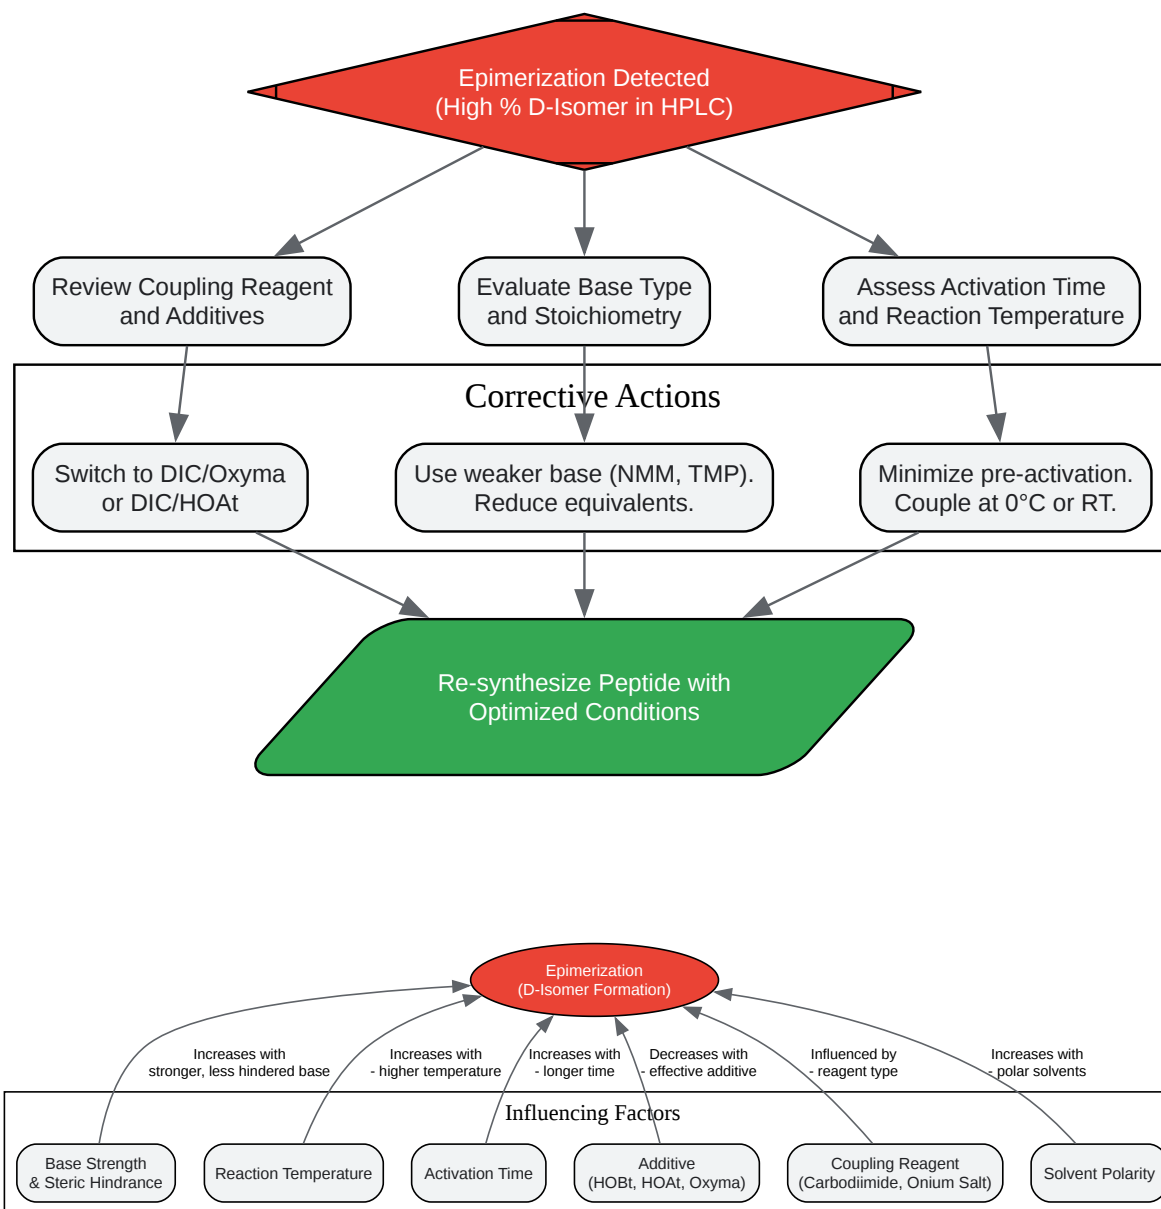 Epimerization Detected
(High % D-Isomer in HPLC)
Review Coupling Reagent
and Additives
Evaluate Base Type
and Stoichiometry
Assess Activation Time
and Reaction Temperature
Corrective Actions
Switch to DIC/Oxyma
or DIC/HOAt
Use weaker base (NMM, TMP).
Reduce equivalents.
Minimize pre-activation.
Couple at 0°C or RT.
Re-synthesize Peptide with
Optimized Conditions
Epimerization
(D-Isomer Formation)
Increases with
stronger, less hindered base
Increases with
- higher temperature
Increases with
- longer time
Decreases with
- effective additive
Influenced by
- reagent type
Increases with
- polar solvents
Influencing Factors
Base Strength
& Steric Hindrance
Reaction Temperature
Activation Time
Additive
(HOBt, HOAt, Oxyma)
Coupling Reagent
(Carbodiimide, Onium Salt)
Solvent Polarity